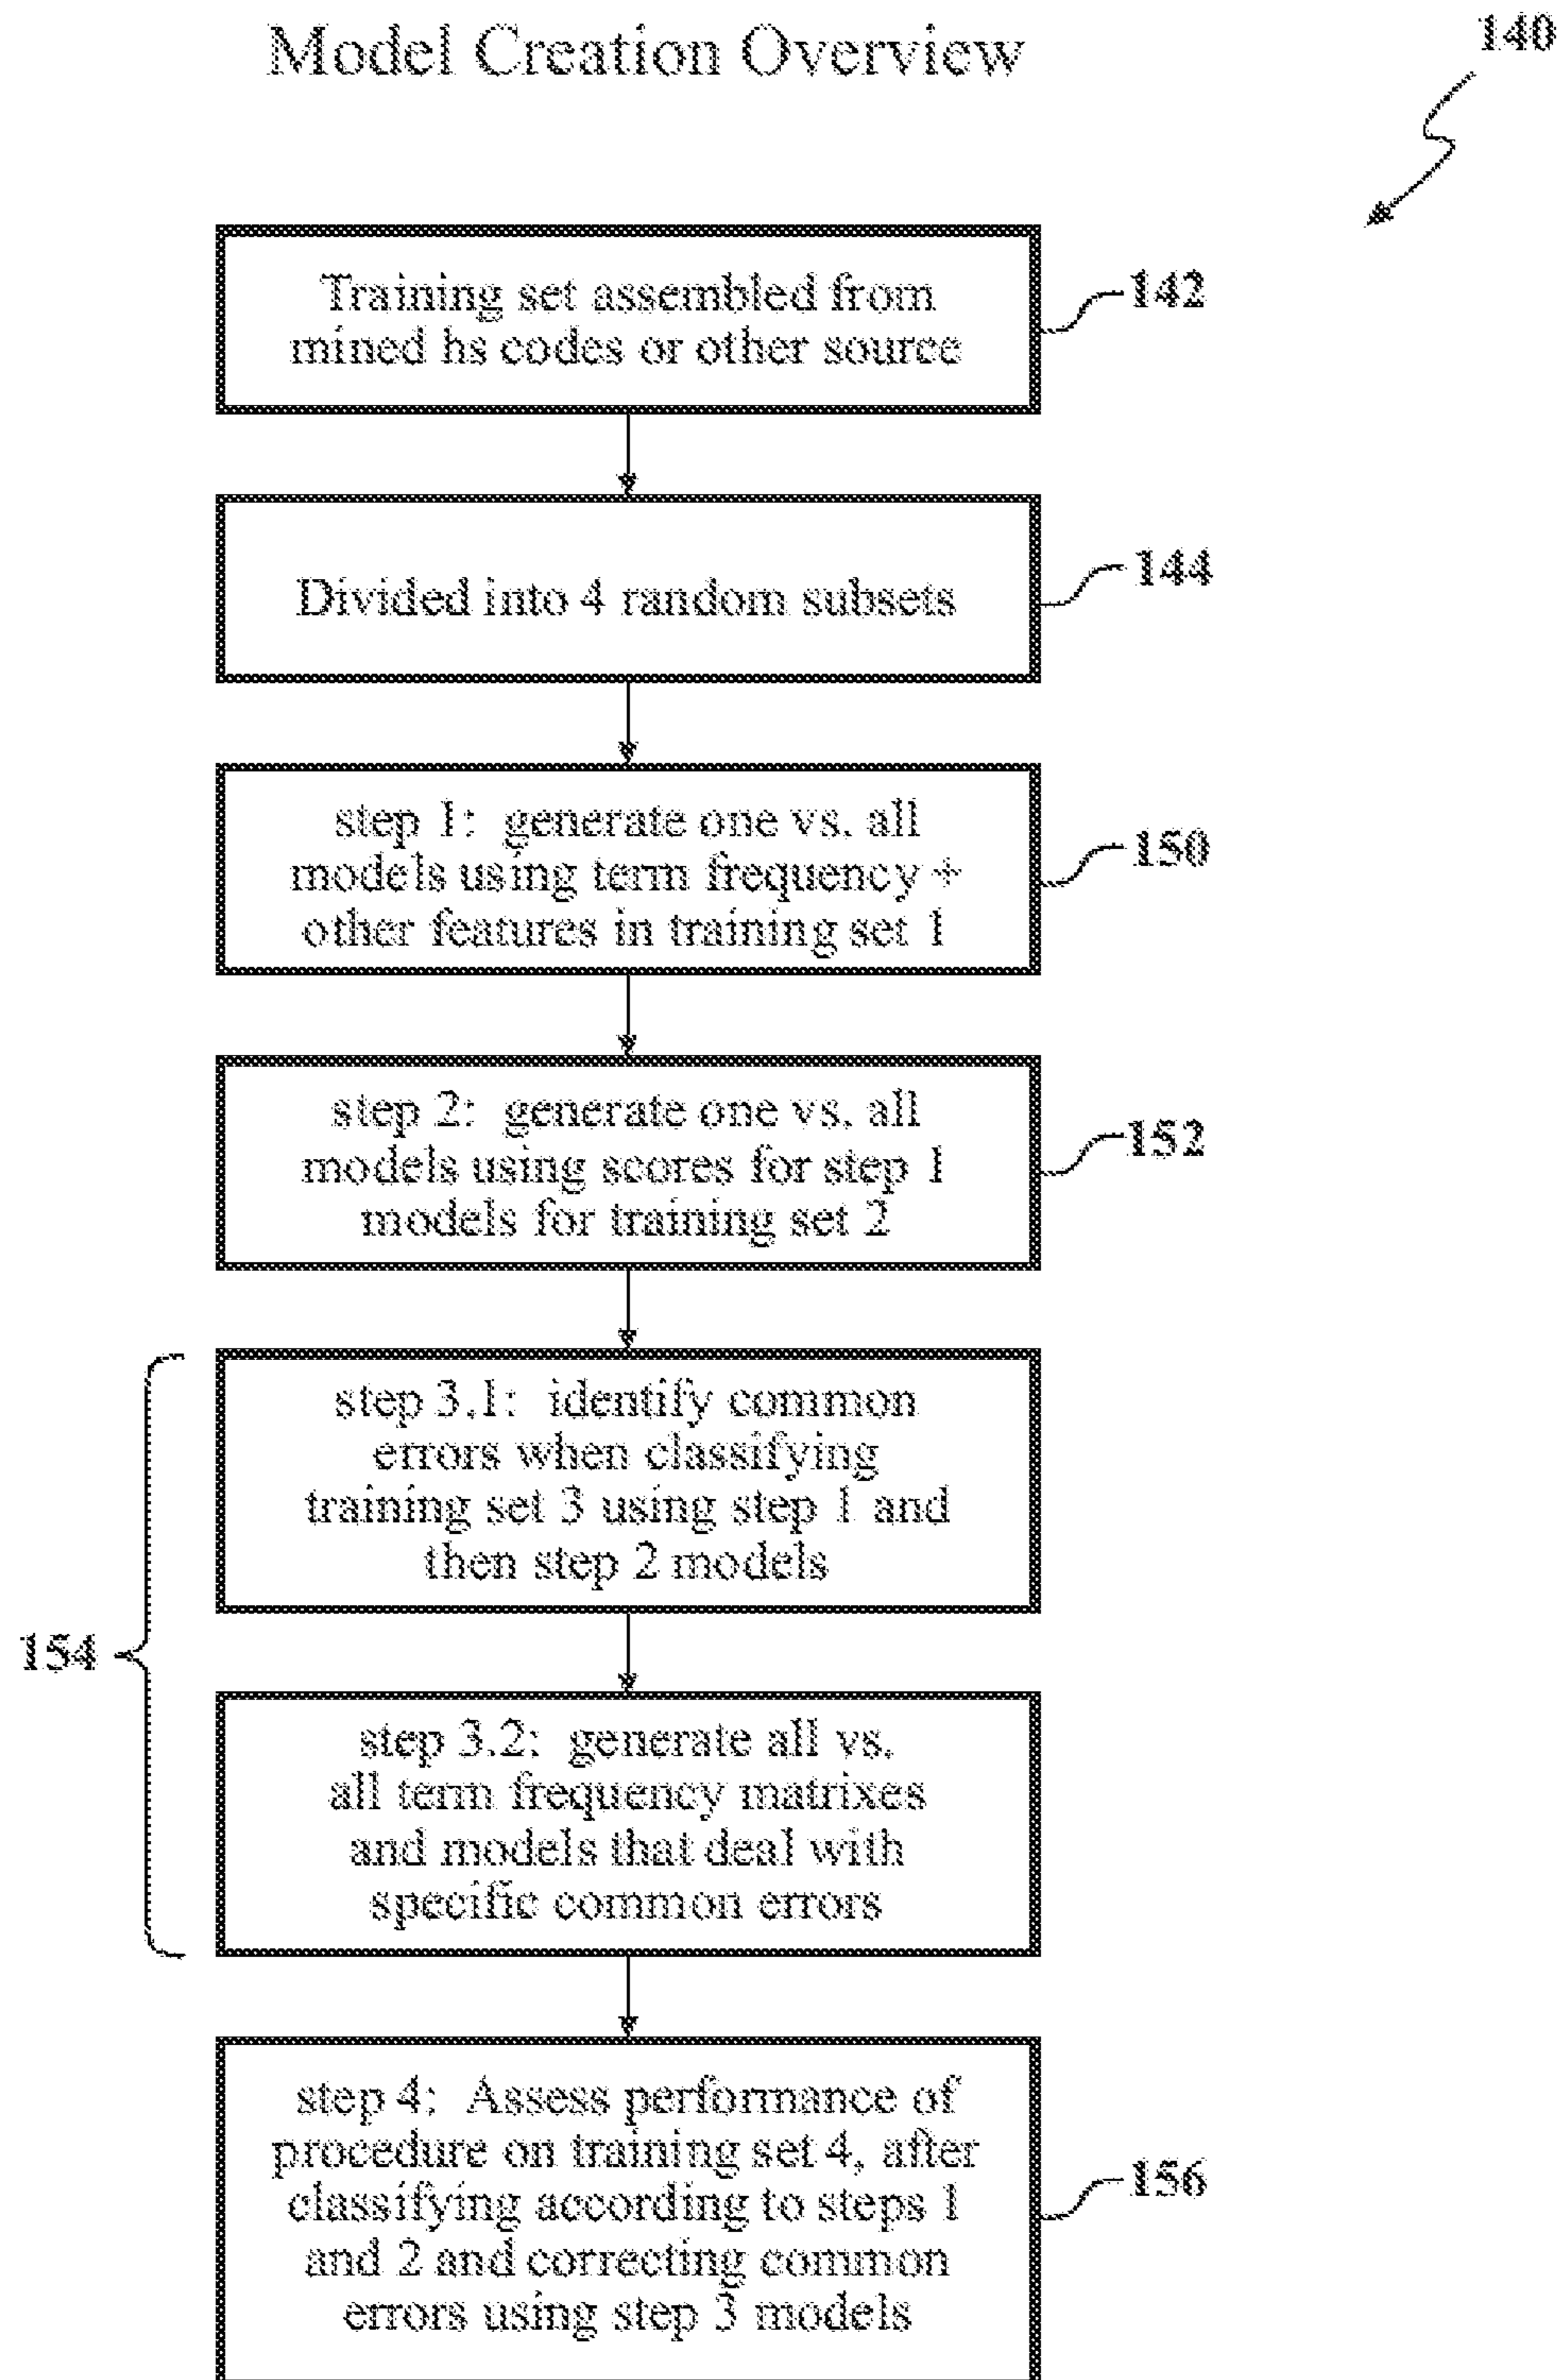 Model Creation Overview
140
Training set assembled from
mined hs codes or other source
142
Divided into 4 random subsets
144
step 1: generate one vs. all
models using term frequency +
other features in training set 1
150
step 2: generate one vs. all
models using scores for step 1
models for training set 2
152
step 3.1: identify common
errors when classifying
training set 3 using step 1 and
then step 2 models
154
step 3.2: generate all vs.
all term frequency matrixes
and models that deal with
specific common errors
step 4: Assess performance of
procedure on training set 4, after
classifying according to steps 1
and 2 and correcting common
errors using step 3 models
156